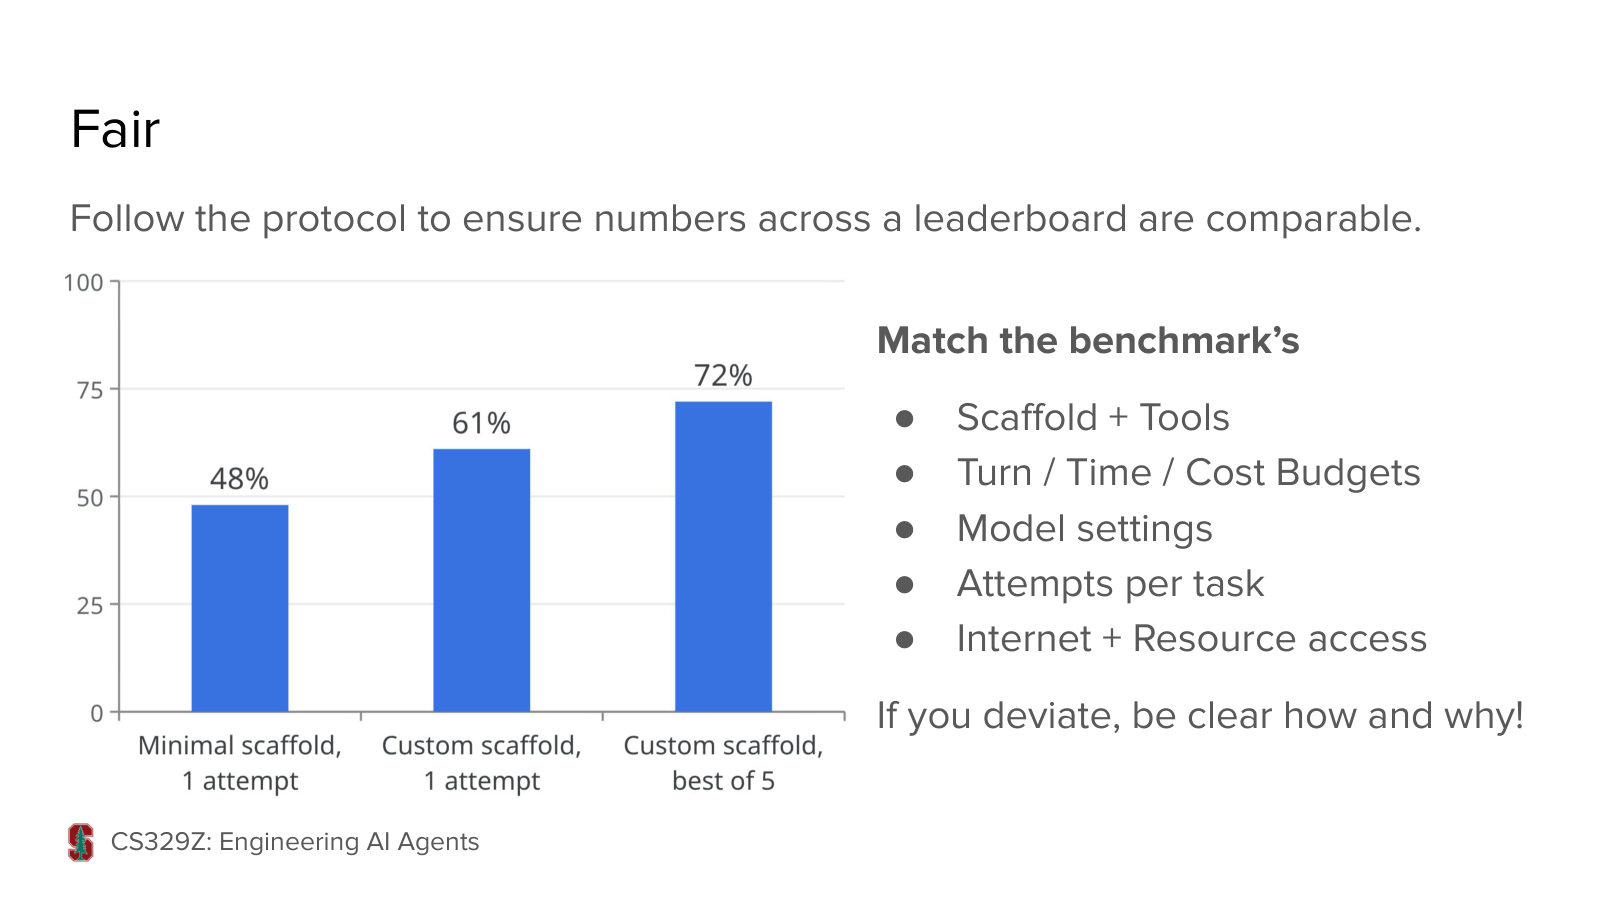 Fair
Follow the protocol to ensure numbers across a leaderboard are comparable.
100
75
50
25
0
48%
61%
72%
Minimal scaffold,
1 attempt
Custom scaffold,
1 attempt
Custom scaffold,
best of 5
Match the benchmark’s
● Scaffold + Tools
● Turn / Time / Cost Budgets
● Model settings
● Attempts per task
● Internet + Resource access
If you deviate, be clear how and why!
S
CS329Z: Engineering AI Agents